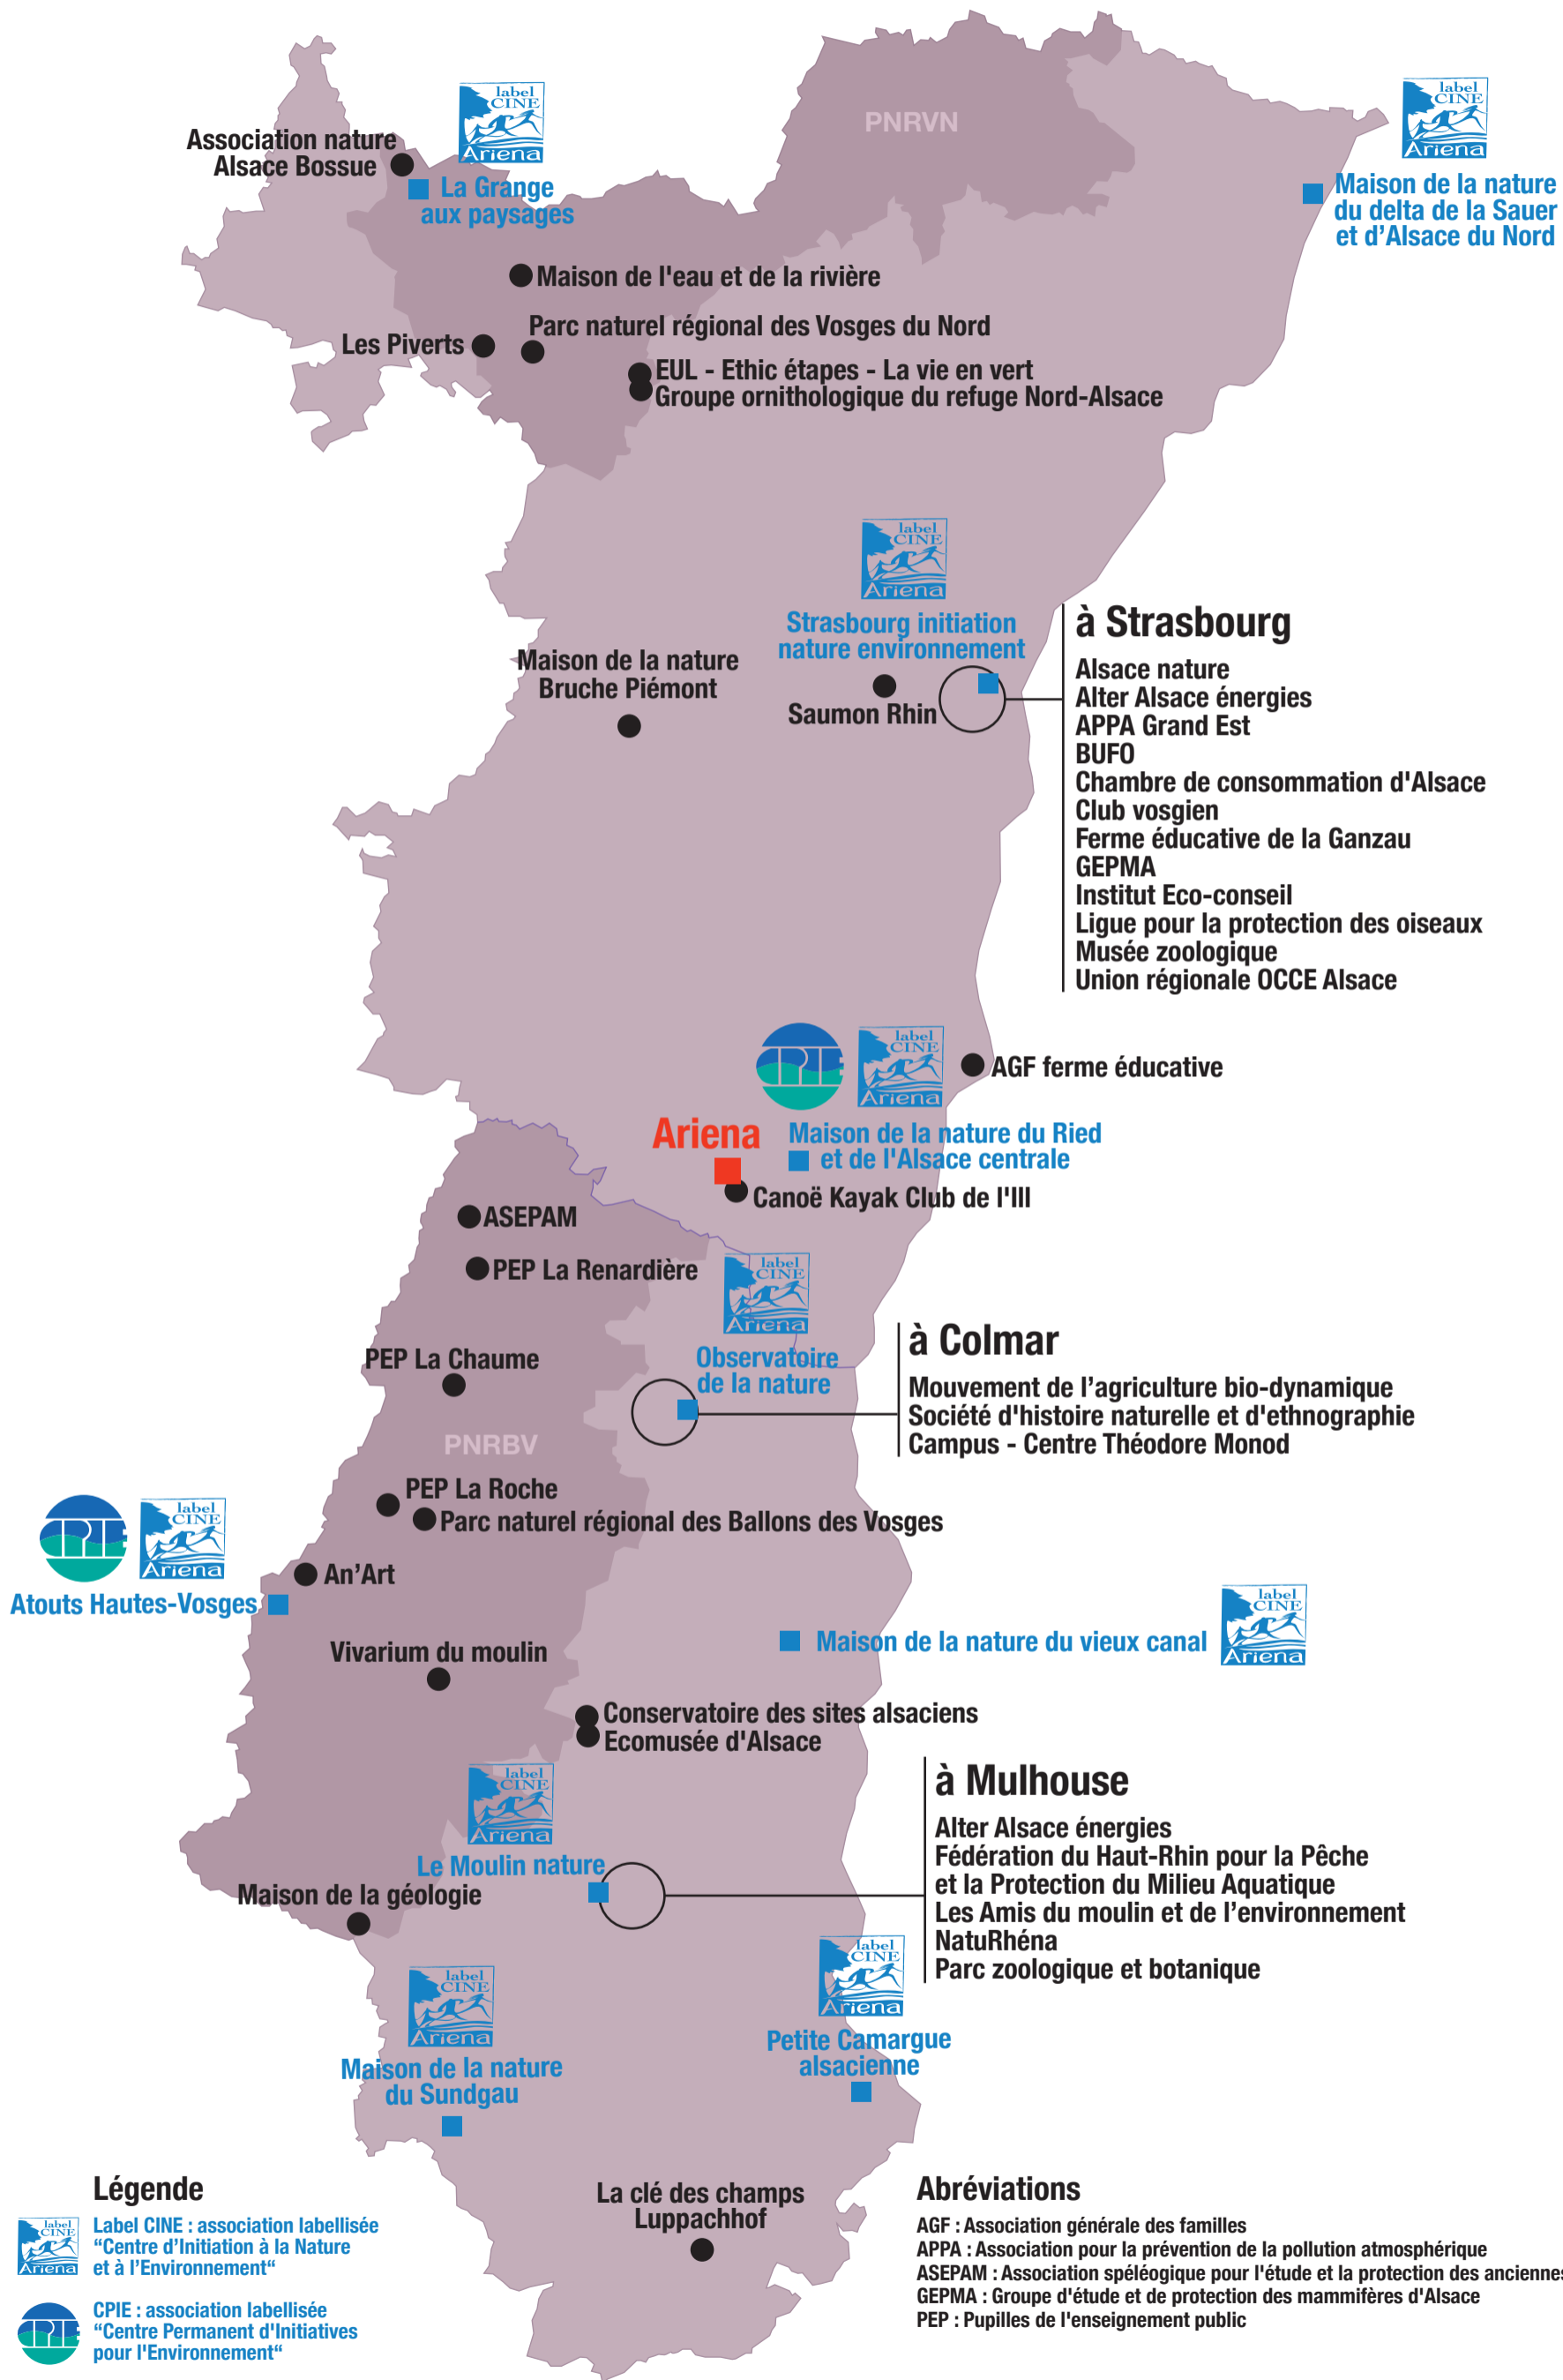 PNRVN
label
CINE
Ariena
Association nature
Alsace Bossue
La Grange
aux paysages
label
CINE
Ariena
Maison de la nature
du delta de la Sauer
et d’Alsace du Nord
Maison de l'eau et de la rivière
Parc naturel régional des Vosges du Nord
Les Piverts
EUL - Ethic étapes - La vie en vert
Groupe ornithologique du refuge Nord-Alsace
label
CINE
Ariena
Strasbourg initiation
nature environnement
Maison de la nature
Bruche Piémont
Saumon Rhin
à Strasbourg
Alsace nature
Alter Alsace énergies
APPA Grand Est
BUFO
Chambre de consommation d'Alsace
Club vosgien
Ferme éducative de la Ganzau
GEPMA
Institut Eco-conseil
Ligue pour la protection des oiseaux
Musée zoologique
Union régionale OCCE Alsace
CPIE
label
CINE
Ariena
AGF ferme éducative
Ariena
Maison de la nature du Ried
et de l'Alsace centrale
Canoë Kayak Club de l'Ill
ASEPAM
PEP La Renardière
label
CINE
Ariena
Observatoire
de la nature
PEP La Chaume
à Colmar
Mouvement de l’agriculture bio-dynamique
Société d'histoire naturelle et d'ethnographie
Campus - Centre Théodore Monod
PNRBV
PEP La Roche
Parc naturel régional des Ballons des Vosges
CPIE
label
CINE
Ariena
An’Art
Atouts Hautes-Vosges
Maison de la nature du vieux canal
label
CINE
Ariena
Vivarium du moulin
Conservatoire des sites alsaciens
Ecomusée d'Alsace
label
CINE
Ariena
Le Moulin nature
Maison de la géologie
à Mulhouse
Alter Alsace énergies
Fédération du Haut-Rhin pour la Pêche
et la Protection du Milieu Aquatique
Les Amis du moulin et de l’environnement
NatuRhéna
Parc zoologique et botanique
label
CINE
Ariena
Maison de la nature
du Sundgau
label
CINE
Ariena
Petite Camargue
alsacienne
La clé des champs
Luppachhof
Légende
label
CINE
Ariena
Label CINE : association labellisée
“Centre d’Initiation à la Nature
et à l’Environnement“
CPIE
CPIE : association labellisée
“Centre Permanent d'Initiatives
pour l'Environnement“
Abréviations
AGF : Association générale des familles
APPA : Association pour la prévention de la pollution atmosphérique
ASEPAM : Association spéléogique pour l'étude et la protection des anciennes
GEPMA : Groupe d'étude et de protection des mammifères d'Alsace
PEP : Pupilles de l'enseignement public